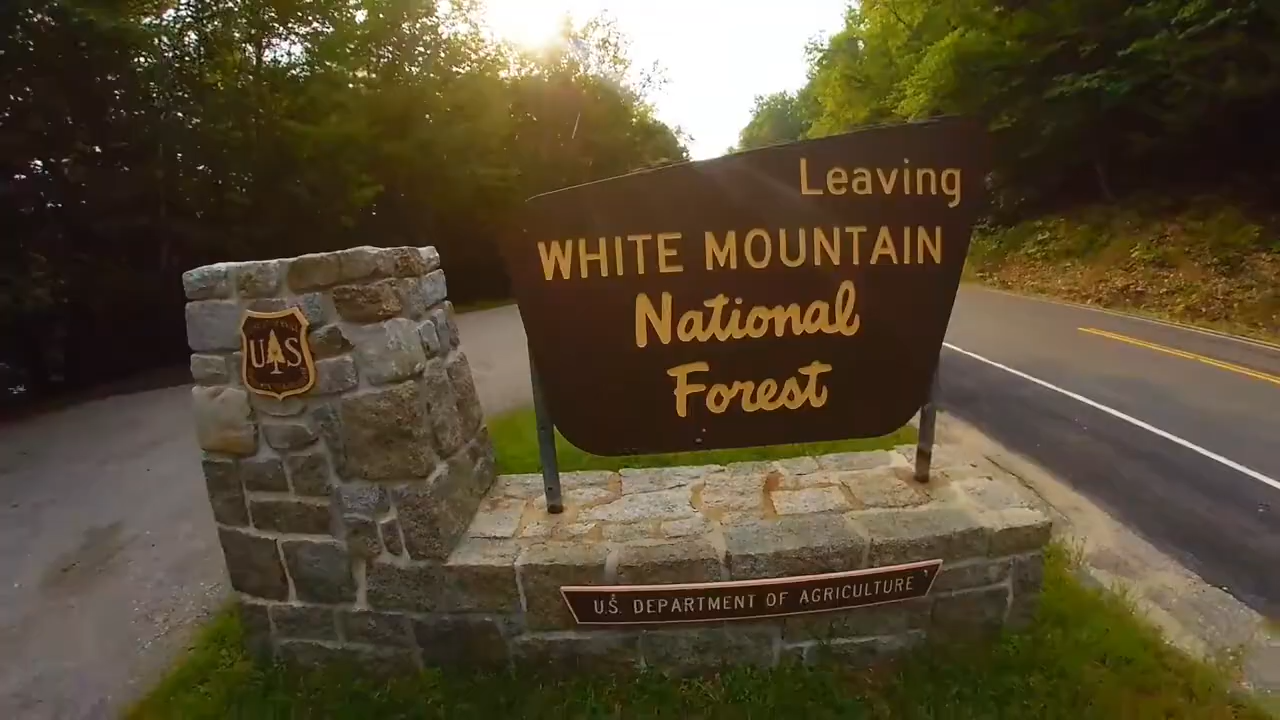 Leaving
WHITE MOUNTAIN
National
Forest
US
U.S. DEPARTMENT OF AGRICULTURE